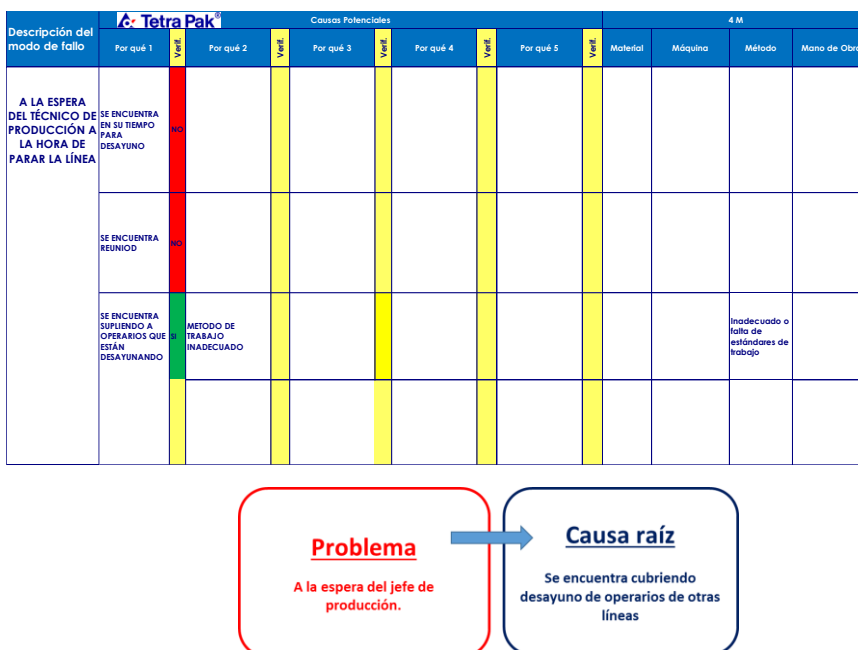 Tetra Pak®
Causas Potenciales
4 M
Descripción del
modo de fallo
Por qué 1
Verif.
Por qué 2
Verif.
Por qué 3
Verif.
Por qué 4
Verif.
Por qué 5
Verif.
Material
Máquina
Método
Mano de Obra
A LA ESPERA
DEL TÉCNICO DE
PRODUCCIÓN A
LA HORA DE
PARAR LA LÍNEA
SE ENCUENTRA
EN SU TIEMPO
PARA
DESAYUNO
NO
SE ENCUENTRA
REUNIOD
NO
SE ENCUENTRA
SUPLIENDO A
OPERARIOS QUE
ESTÁN
DESAYUNANDO
SI
METODO DE
TRABAJO
INADECUADO
Inadecuado o
falta de
estándares de
trabajo
Problema
A la espera del jefe de
producción.
Causa raíz
Se encuentra cubriendo
desayuno de operarios de otras
líneas